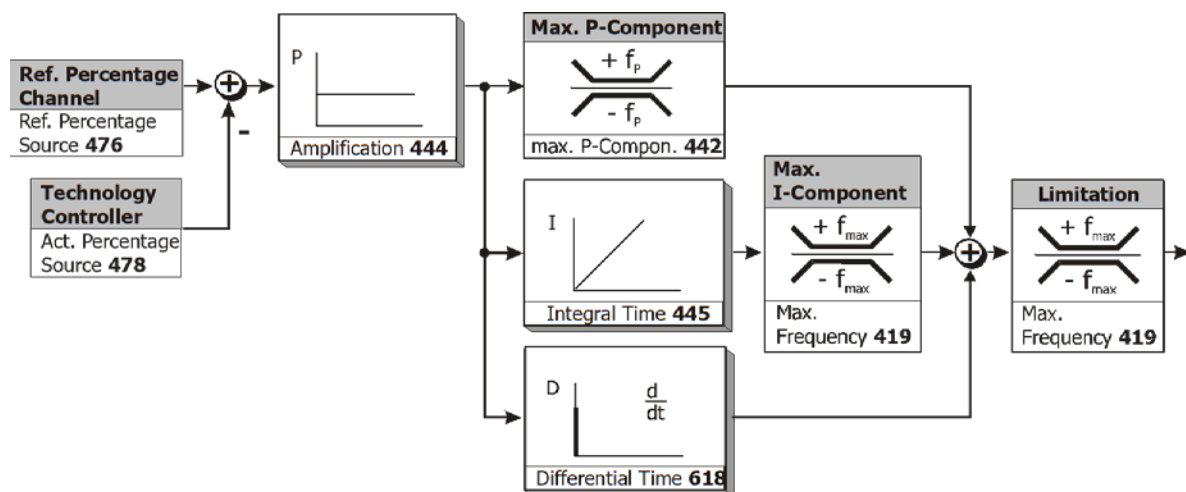 Ref. Percentage
Channel
Ref. Percentage
Source 476
+
-
Technology
Controller
Act. Percentage
Source 478
P
Amplification 444
Max. P-Component
+ fP
- fP
max. P-Compon. 442
I
Integral Time 445
D
d
dt
Differential Time 618
Max.
I-Component
+ fmax
- fmax
Max.
Frequency 419
+
Limitation
+ fmax
- fmax
Max.
Frequency 419